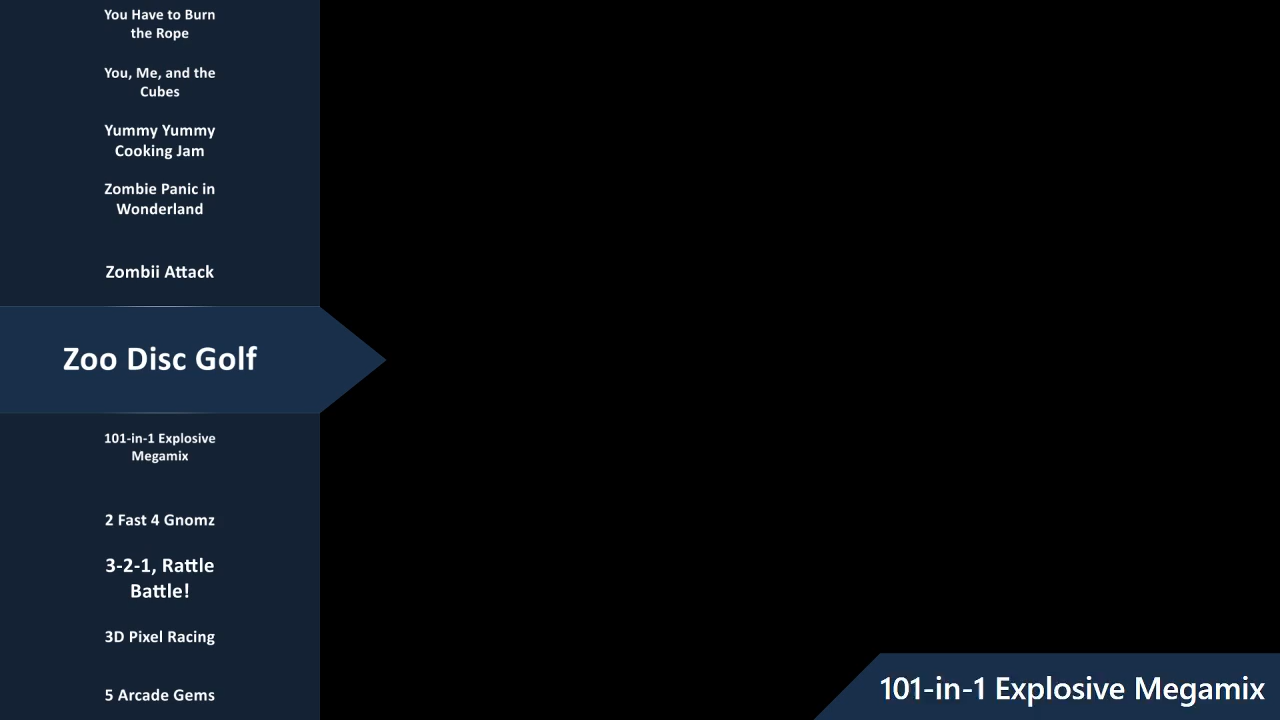 You Have to Burn
the Rope
You, Me, and the
Cubes
Yummy Yummy
Cooking Jam
Zombie Panic in
Wonderland
Zombii Attack
Zoo Disc Golf
101-in-1 Explosive
Megamix
2 Fast 4 Gnomz
3-2-1, Rattle
Battle!
3D Pixel Racing
5 Arcade Gems
101-in-1 Explosive Megamix